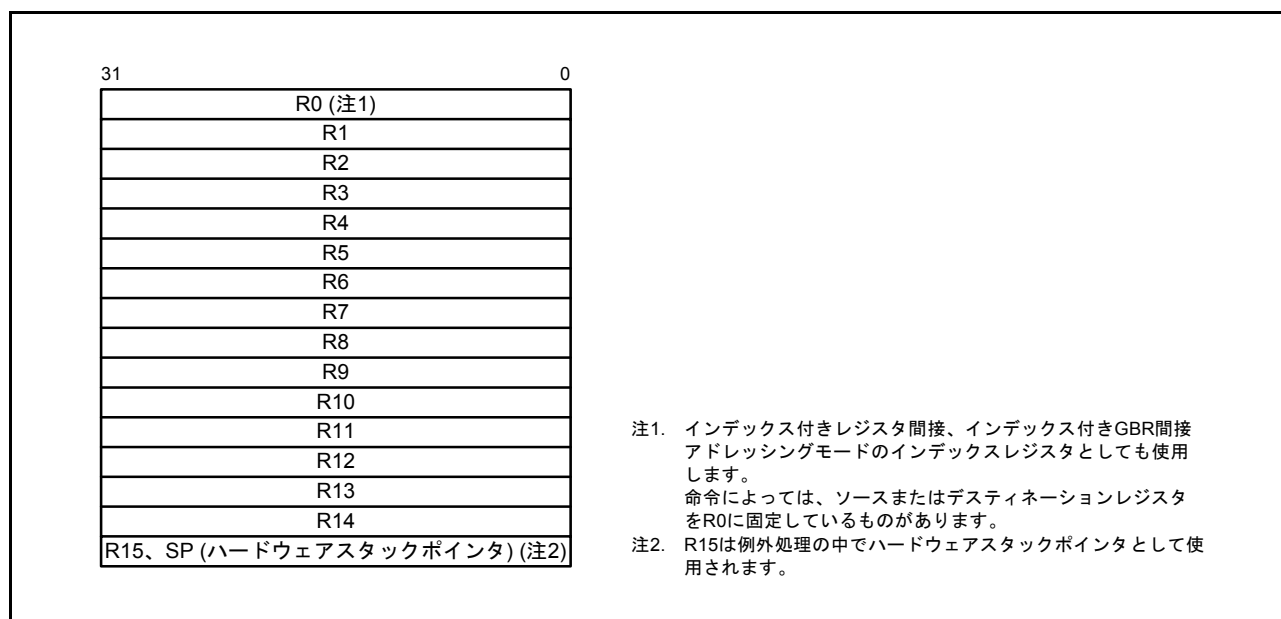 31 0
R0 (注1)
R1
R2
R3
R4
R5
R6
R7
R8
R9
R10
R11
R12
R13
R14
R15、SP (ハードウェアスタックポインタ) (注2)
注1. インデックス付きレジスタ間接、インデックス付きGBR間接
アドレッシングモードのインデックスレジスタとしても使用
します。
命令によっては、ソースまたはデスティネーションレジスタ
をR0に固定しているものがあります。
注2. R15は例外処理の中でハードウェアスタックポインタとして使
用されます。